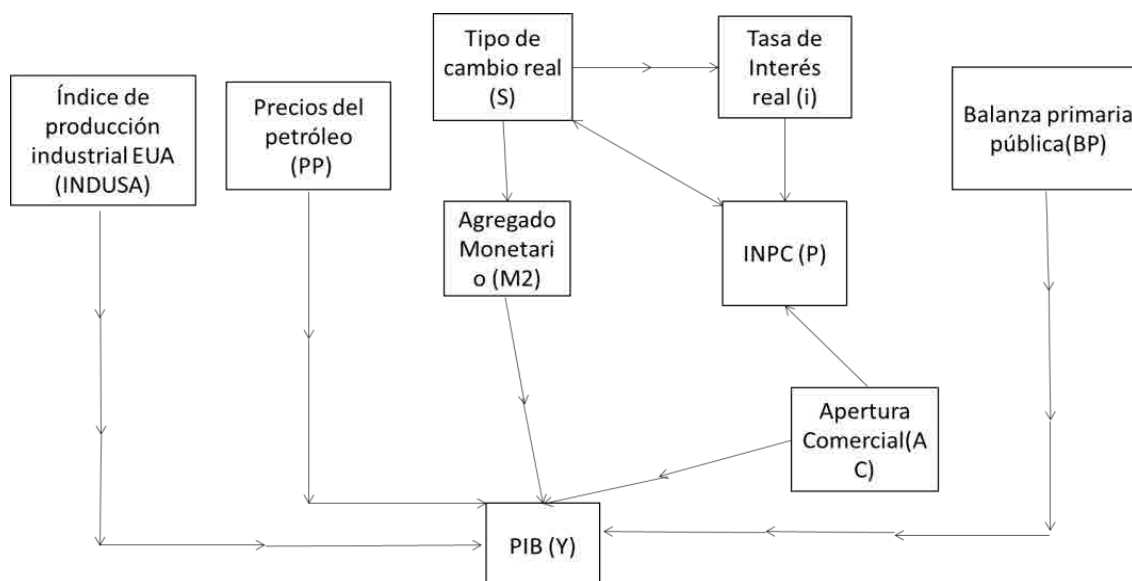 Índice de
producción
industrial EUA
(INDUSA)
Precios del
petróleo
(PP)
Tipo de
cambio real
(S)
Tasa de
Interés
real (i)
Balanza primaria
pública(BP)
Agregado
Monetari
o (M2)
INPC (P)
Apertura
Comercial(A
C)
PIB (Y)